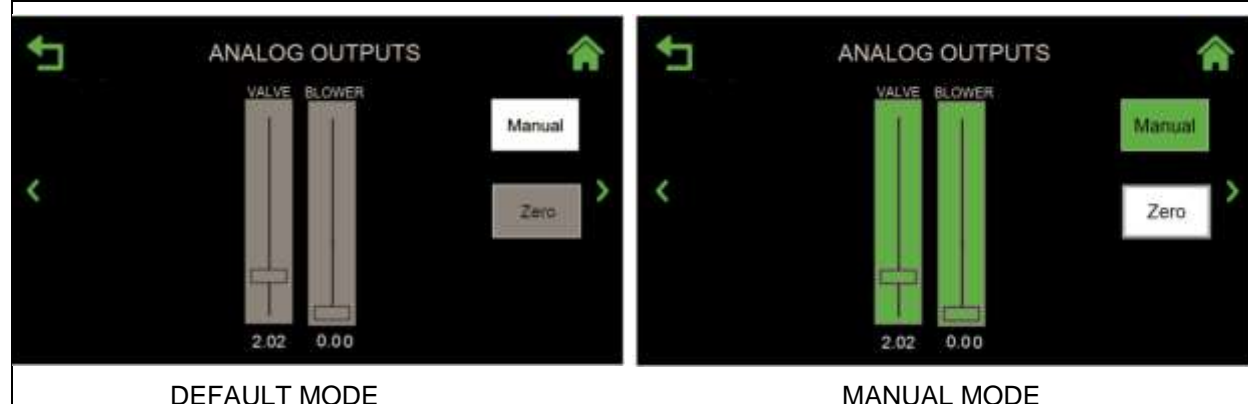 ANALOG OUTPUTS
VALVE BLOWER
Manual
Zero
2.02 0.00
DEFAULT MODE
ANALOG OUTPUTS
VALVE BLOWER
Manual
Zero
2.02 0.00
MANUAL MODE